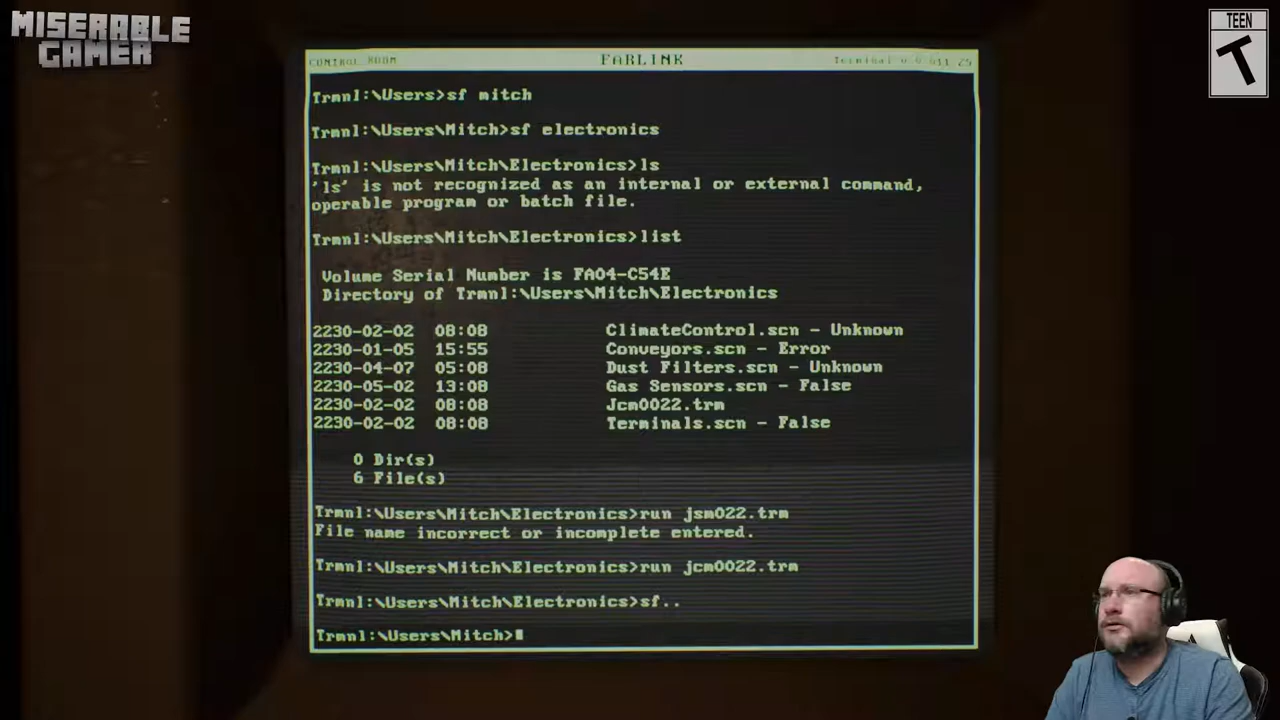 MISERABLE
GAMER
TEEN
T
CONTROL ROOM
FARLINK
Trmnl:\Users>sf mitch
Trmnl:\Users\Mitch>sf electronics
Trmnl:\Users\Mitch\Electronics>ls
'ls' is not recognized as an internal or external command,
operable program or batch file.
Trmnl:\Users\Mitch\Electronics>list
Volume Serial Number is FA04-C54E
Directory of Trmnl:\Users\Mitch\Electronics
2230-02-02 08:08 ClimateControl.scn - Unknown
2230-01-05 15:55 Conveyors.scn - Error
2230-04-07 05:08 Dust Filters.scn - Unknown
2230-05-02 13:08 Gas Sensors.scn - False
2230-02-02 08:08 Jcm0022.trm
2230-02-02 08:08 Terminals.scn - False
0 Dir(s)
6 File(s)
Trmnl:\Users\Mitch\Electronics>run jsm022.trm
File name incorrect or incomplete entered.
Trmnl:\Users\Mitch\Electronics>run jcm0022.trm
Trmnl:\Users\Mitch\Electronics>sf..
Trmnl:\Users\Mitch>